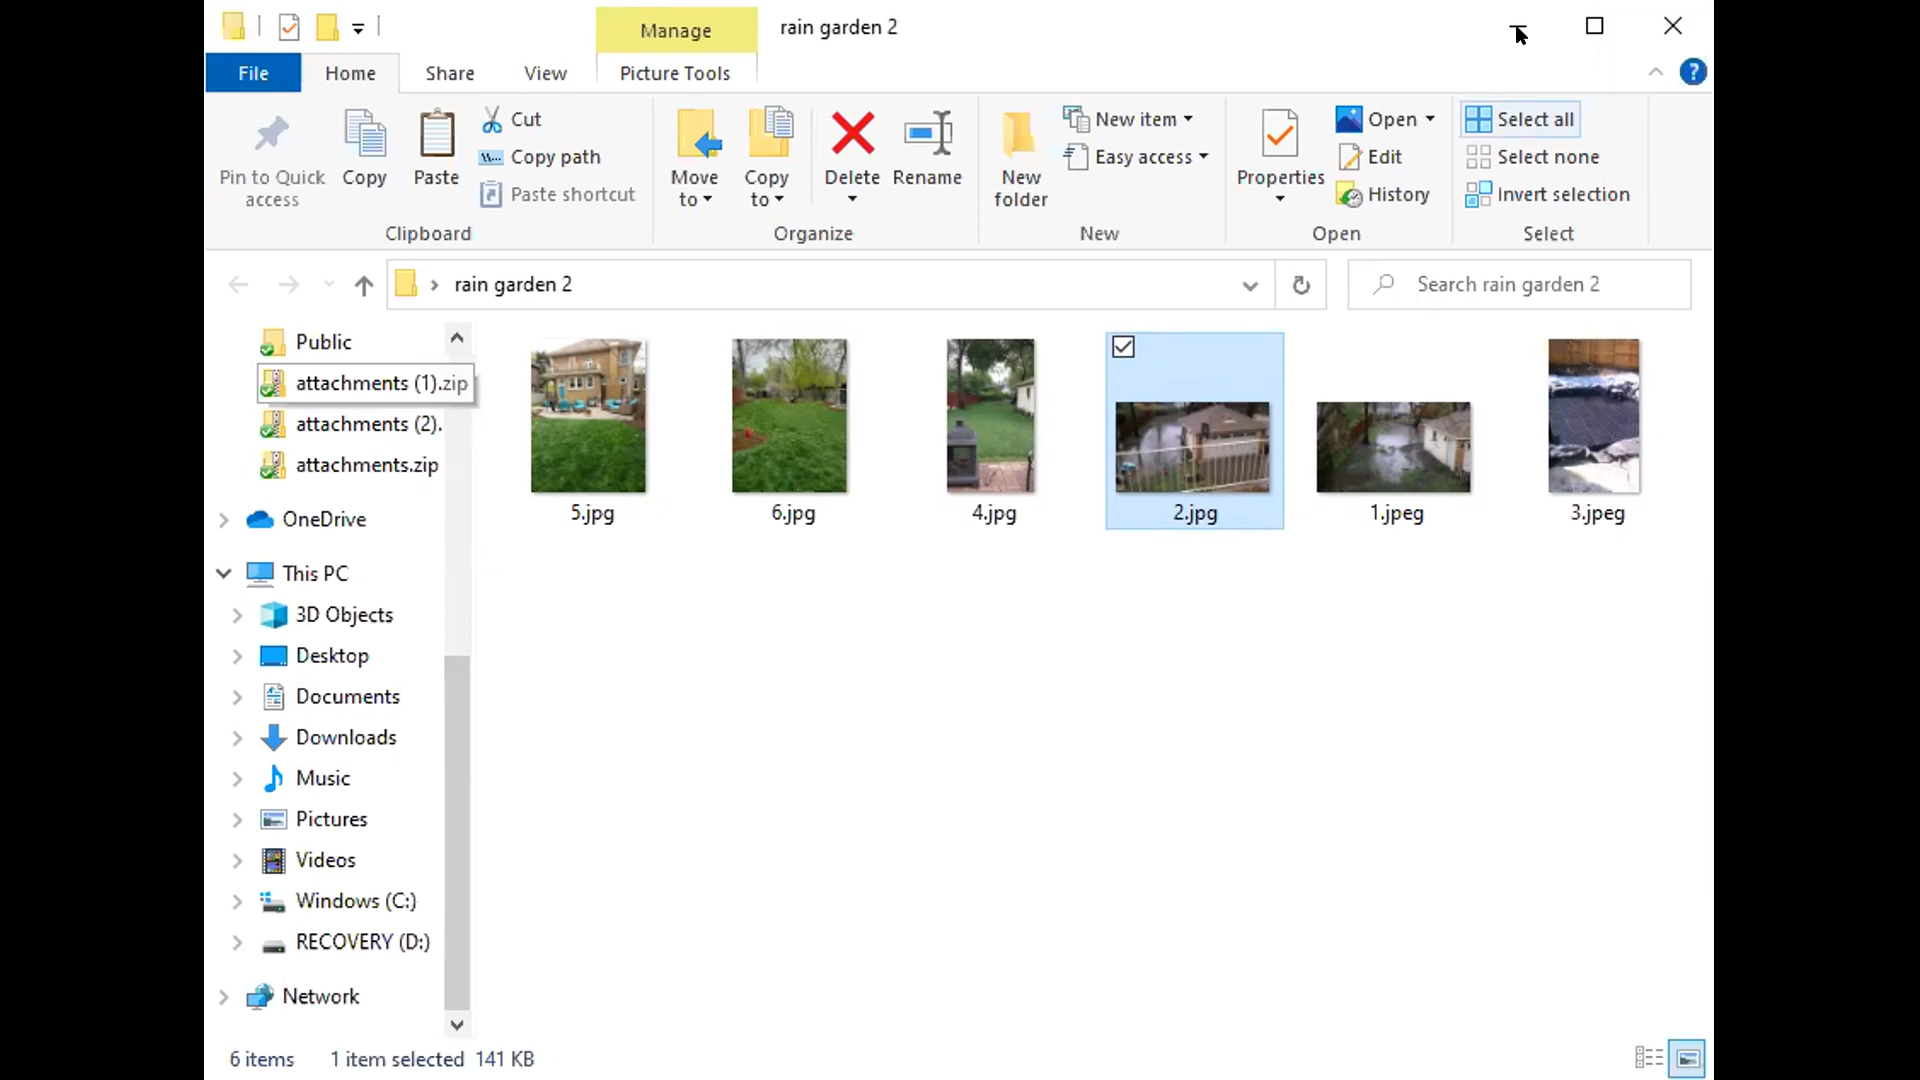 Manage
rain garden 2
File
Home
Share
View
Picture Tools
Pin to Quick
access
Copy
Paste
Cut
Copy path
Paste shortcut
Clipboard
Move
to
Copy
to
Delete
Rename
Organize
New
folder
New item
Easy access
New
Properties
Open
Edit
History
Open
Select all
Select none
Invert selection
Select
rain garden 2
Search rain garden 2
Public
attachments (1).zip
attachments (2).
attachments.zip
OneDrive
This PC
3D Objects
Desktop
Documents
Downloads
Music
Pictures
Videos
Windows (C:)
RECOVERY (D:)
Network
5.jpg
6.jpg
4.jpg
2.jpg
1.jpeg
3.jpeg
6 items
1 item selected 141 KB